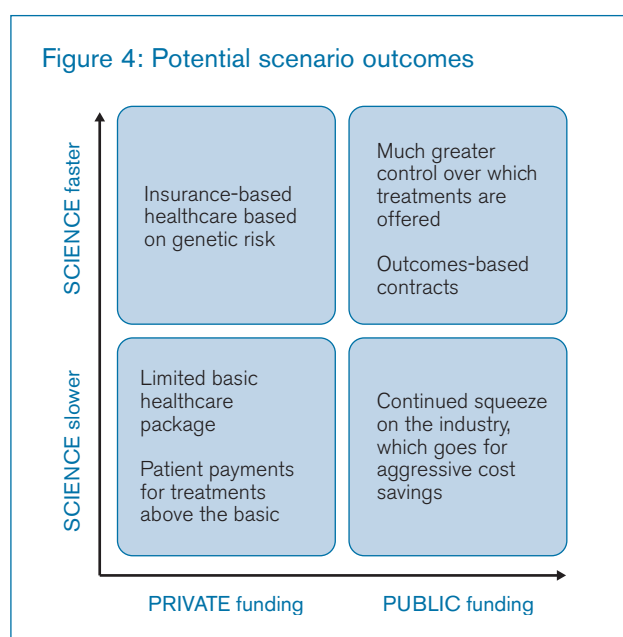 Figure 4: Potential scenario outcomes
SCIENCE faster
Insurance-based
healthcare based
on genetic risk
Much greater
control over which
treatments are
offered
Outcomes-based
contracts
SCIENCE slower
Limited basic
healthcare
package
Patient payments
for treatments
above the basic
Continued squeeze
on the industry,
which goes for
aggressive cost
savings
PRIVATE funding
PUBLIC funding